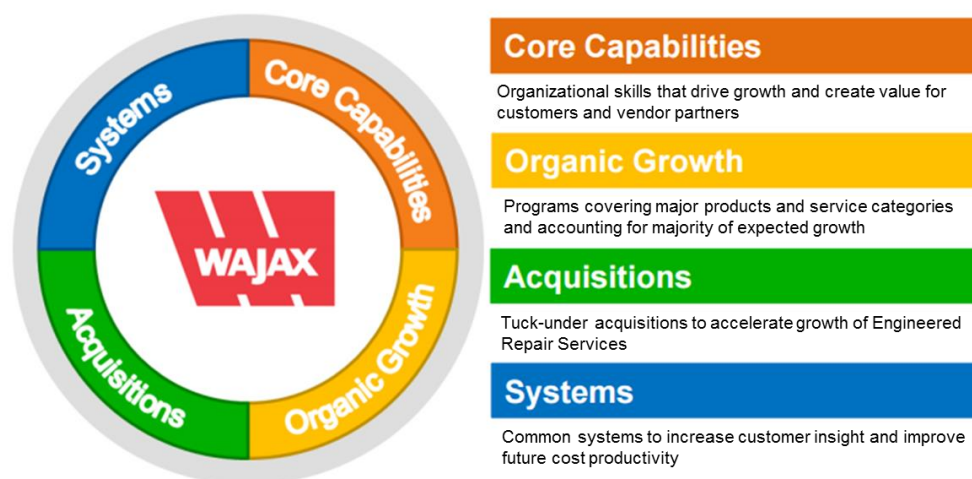 Systems
Core Capabilities
Acquisitions
Organic Growth
WAJAX
Core Capabilities
Organizational skills that drive growth and create value for
customers and vendor partners
Organic Growth
Programs covering major products and service categories
and accounting for majority of expected growth
Acquisitions
Tuck-under acquisitions to accelerate growth of Engineered
Repair Services
Systems
Common systems to increase customer insight and improve
future cost productivity